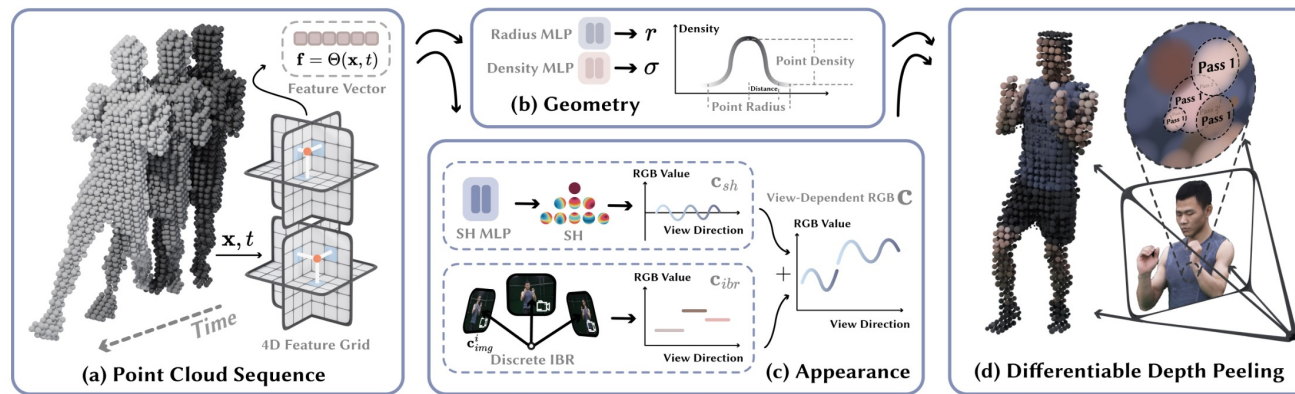 f = Θ(x, t)
Feature Vector
x, t
Time
4D Feature Grid
(a) Point Cloud Sequence
Radius MLP → r
Density MLP → σ
Density
Point Density
Distance
Point Radius
(b) Geometry
SH MLP
SH
RGB Value
c_sh
View Direction
c^i_img
Discrete IBR
RGB Value
c_ibr
View Direction
View-Dependent RGB c
RGB Value
+
View Direction
(c) Appearance
Pass 1
Pass 1
Pass 1
Pass 1
(d) Differentiable Depth Peeling